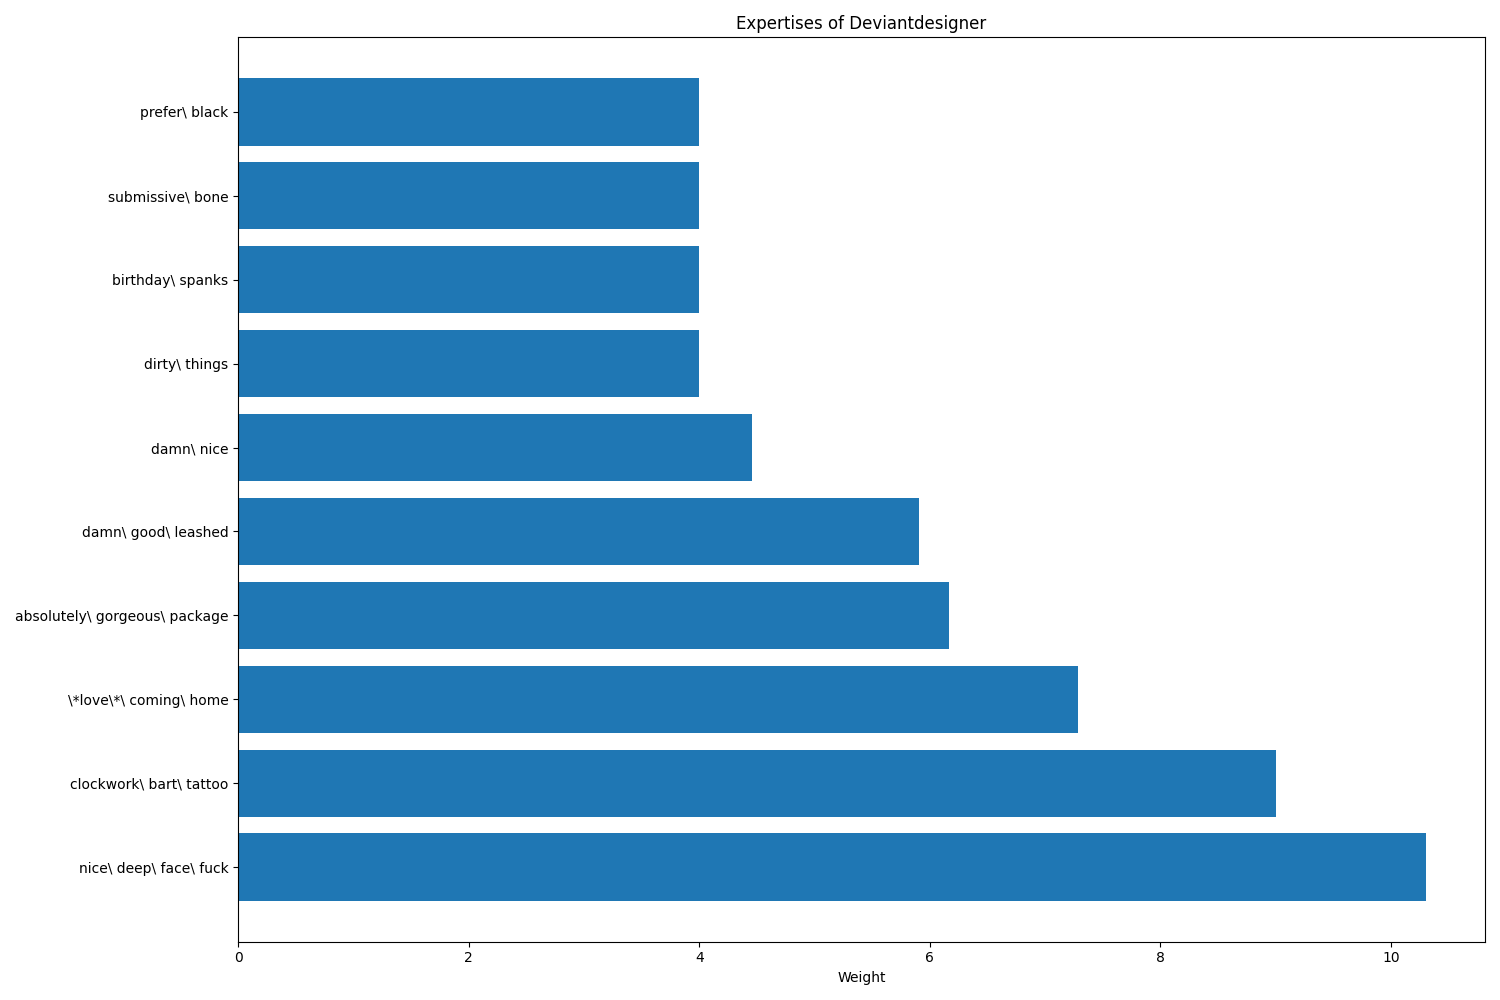 Expertises of Deviantdesigner
prefer\ black
submissive\ bone
birthday\ spanks
dirty\ things
damn\ nice
damn\ good\ leashed
absolutely\ gorgeous\ package
\*love\*\ coming\ home
clockwork\ bart\ tattoo
nice\ deep\ face\ fuck
0 2 4 6 8 10
Weight